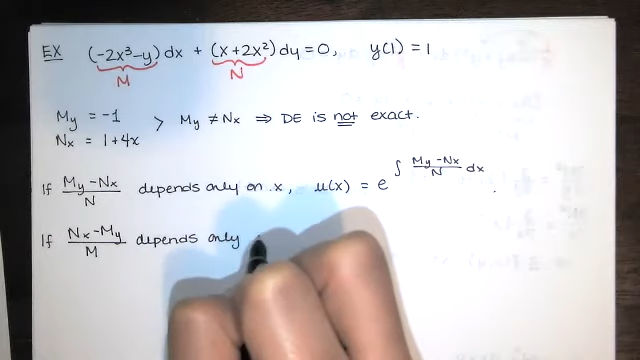 EX (-2x³-y)dx + (x+2x²)dy=0, y(1)=1
M N
My = -1
Nx = 1+4x > My ≠ Nx ⇒ DE is not exact.
If (My-Nx)/N depends only on x, μ(x) = e^∫ (My-Nx)/N dx .
If (Nx-My)/M depends only